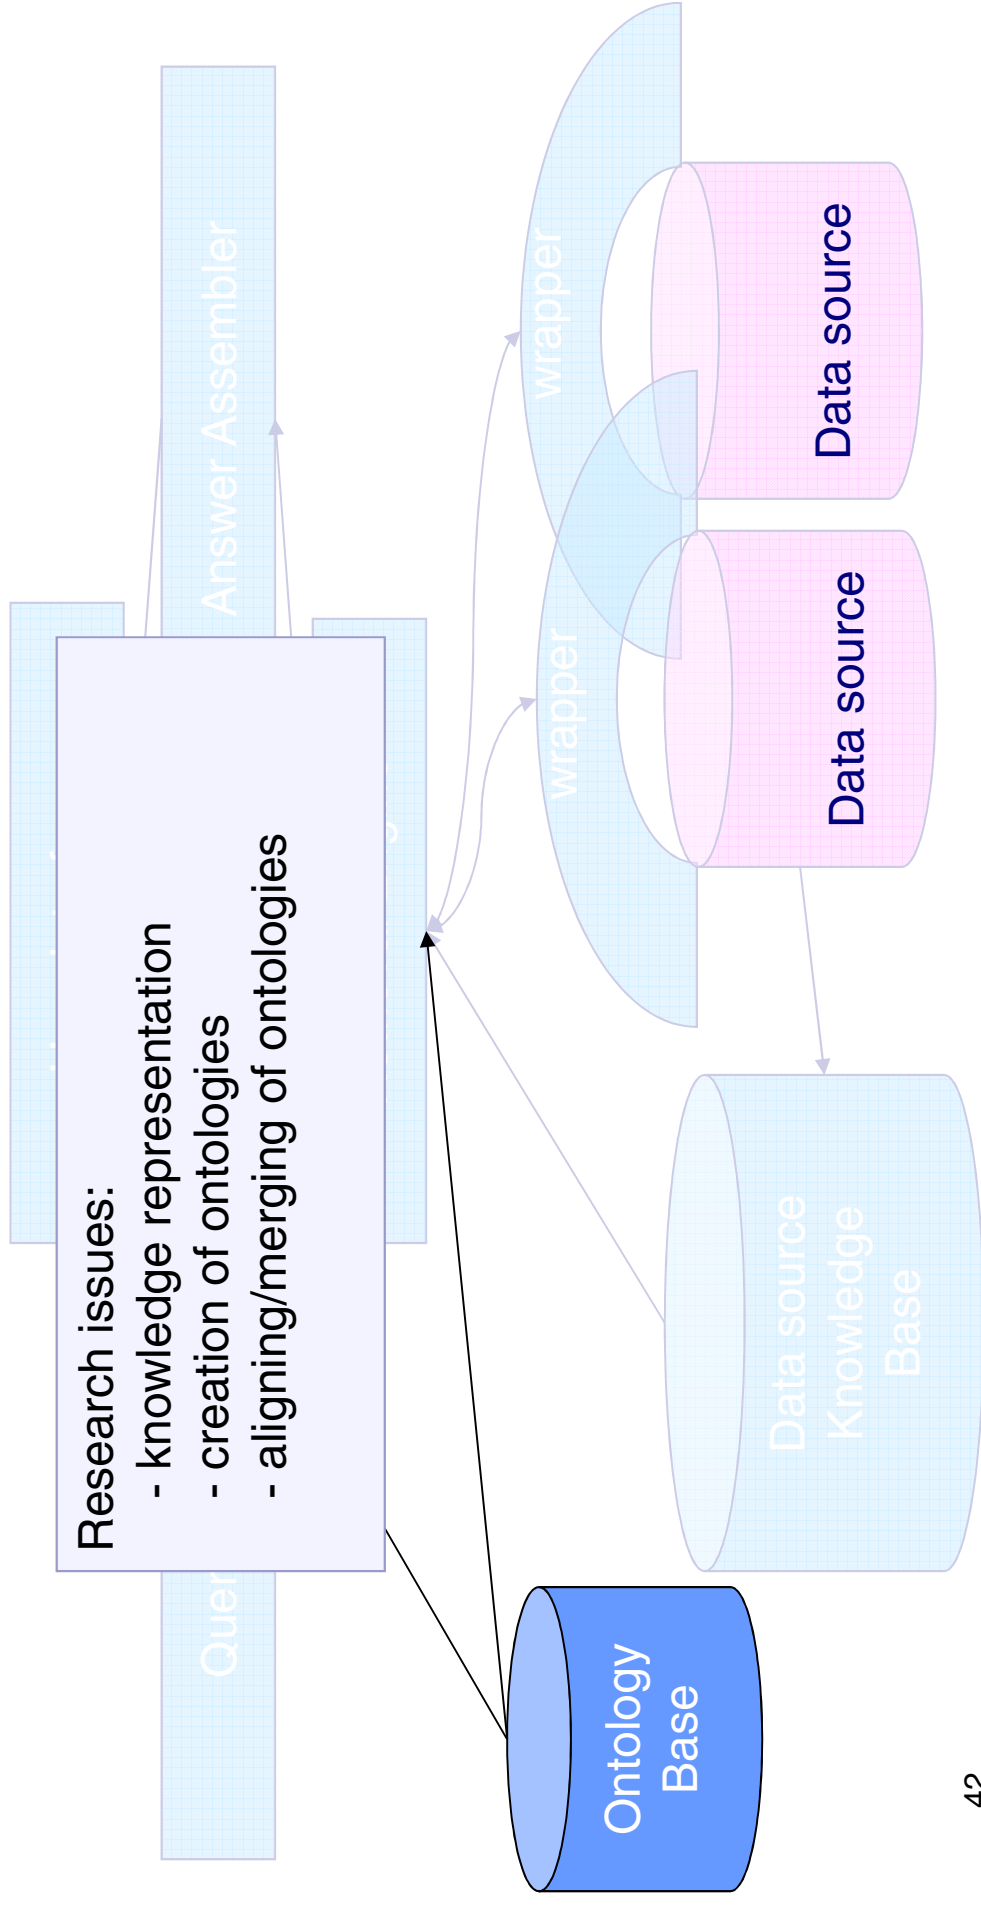 Research issues:
- knowledge representation
- creation of ontologies
- aligning/merging of ontologies
Answer Assembler
wrapper
wrapper
Data source
Data source
Ontology
Base
Data source
Knowledge
Base
42